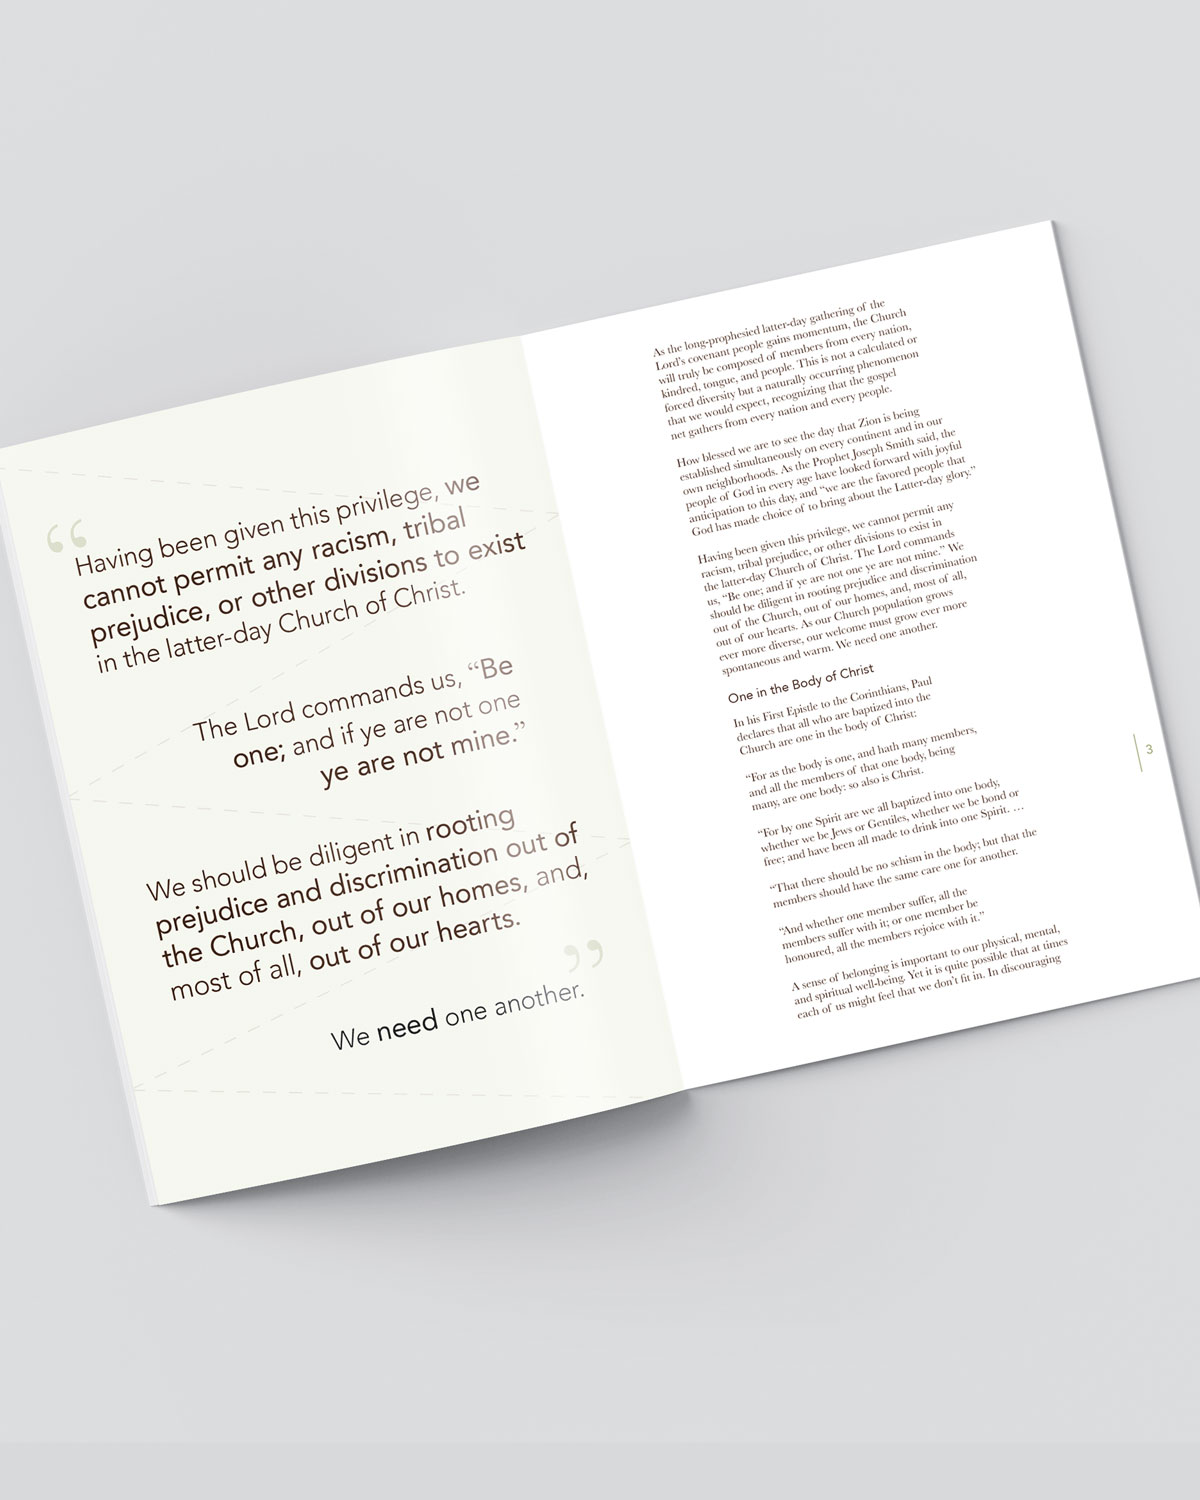 “
Having been given this privilege, we
cannot permit any racism, tribal
prejudice, or other divisions to exist
in the latter-day Church of Christ.
The Lord commands us, “Be
one; and if ye are not one
ye are not mine.”
We should be diligent in rooting
prejudice and discrimination out of
the Church, out of our homes, and,
most of all, out of our hearts.
”
We need one another.
As the long-prophesied latter-day gathering of the
Lord’s covenant people gains momentum, the Church
will truly be composed of members from every nation,
kindred, tongue, and people. This is not a calculated or
forced diversity but a naturally occurring phenomenon
that we would expect, recognizing that the gospel
net gathers from every nation and every people.
How blessed we are to see the day that Zion is being
established simultaneously on every continent and in our
own neighborhoods. As the Prophet Joseph Smith said, the
people of God in every age have looked forward with joyful
anticipation to this day, and “we are the favored people that
God has made choice of to bring about the Latter-day glory.”
Having been given this privilege, we cannot permit any
racism, tribal prejudice, or other divisions to exist in
the latter-day Church of Christ. The Lord commands
us, “Be one; and if ye are not one ye are not mine.” We
should be diligent in rooting prejudice and discrimination
out of the Church, out of our homes, and, most of all,
out of our hearts. As our Church population grows
ever more diverse, our welcome must grow ever more
spontaneous and warm. We need one another.
One in the Body of Christ
In his First Epistle to the Corinthians, Paul
declares that all who are baptized into the
Church are one in the body of Christ:
“For as the body is one, and hath many members,
and all the members of that one body, being
many, are one body: so also is Christ.
“For by one Spirit are we all baptized into one body,
whether we be Jews or Gentiles, whether we be bond or
free; and have been all made to drink into one Spirit. …
“That there should be no schism in the body; but that the
members should have the same care one for another.
“And whether one member suffer, all the
members suffer with it; or one member be
honoured, all the members rejoice with it.”
A sense of belonging is important to our physical, mental,
and spiritual well-being. Yet it is quite possible that at times
each of us might feel that we don’t fit in. In discouraging
3